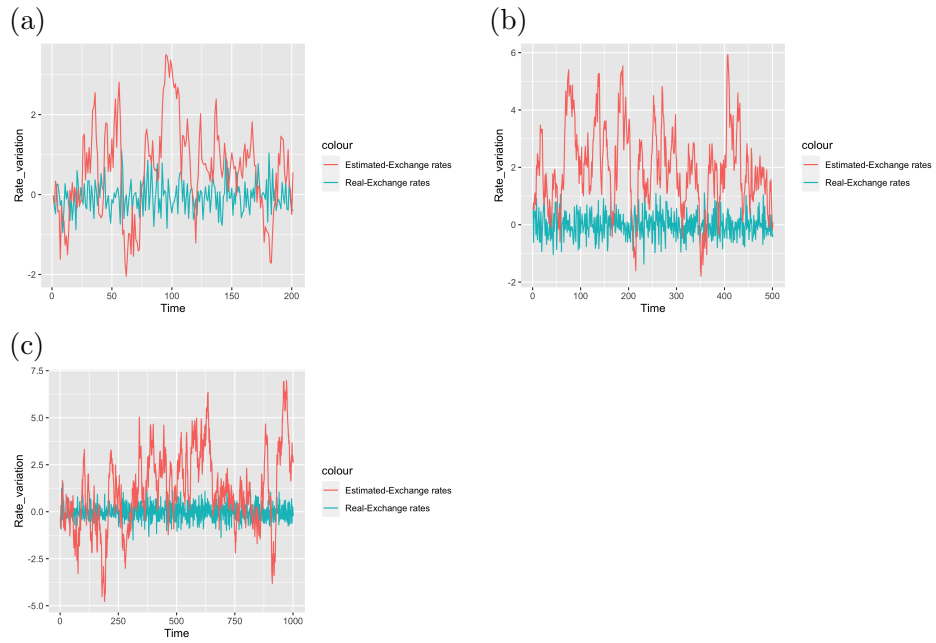 (a)
Rate_variation
2
0
-2
0
50
100
150
200
Time
colour
Estimated-Exchange rates
Real-Exchange rates
(b)
Rate_variation
6
4
2
0
-2
0
100
200
300
400
500
Time
colour
Estimated-Exchange rates
Real-Exchange rates
(c)
Rate_variation
7.5
5.0
2.5
0.0
-2.5
-5.0
0
250
500
750
1000
Time
colour
Estimated-Exchange rates
Real-Exchange rates